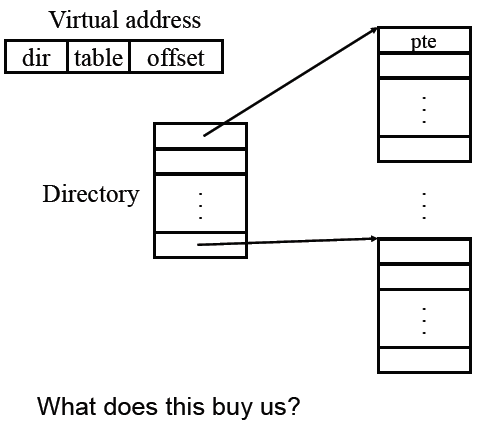 Virtual address
dir table offset
pte
Directory
What does this buy us?